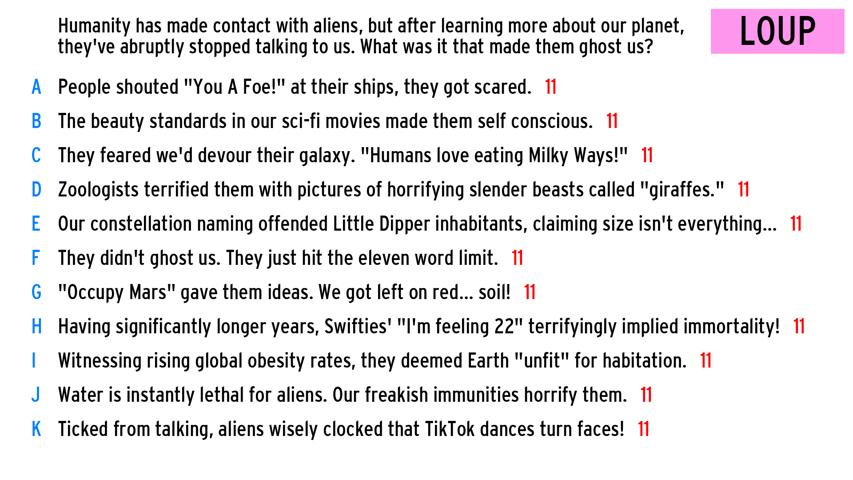 Humanity has made contact with aliens, but after learning more about our planet,
they've abruptly stopped talking to us. What was it that made them ghost us?
LOUP
A People shouted "You A Foe!" at their ships, they got scared. 11
B The beauty standards in our sci-fi movies made them self conscious. 11
C They feared we'd devour their galaxy. "Humans love eating Milky Ways!" 11
D Zoologists terrified them with pictures of horrifying slender beasts called "giraffes." 11
E Our constellation naming offended Little Dipper inhabitants, claiming size isn't everything... 11
F They didn't ghost us. They just hit the eleven word limit. 11
G "Occupy Mars" gave them ideas. We got left on red... soil! 11
H Having significantly longer years, Swifties' "I'm feeling 22" terrifyingly implied immortality! 11
I Witnessing rising global obesity rates, they deemed Earth "unfit" for habitation. 11
J Water is instantly lethal for aliens. Our freakish immunities horrify them. 11
K Ticked from talking, aliens wisely clocked that TikTok dances turn faces! 11